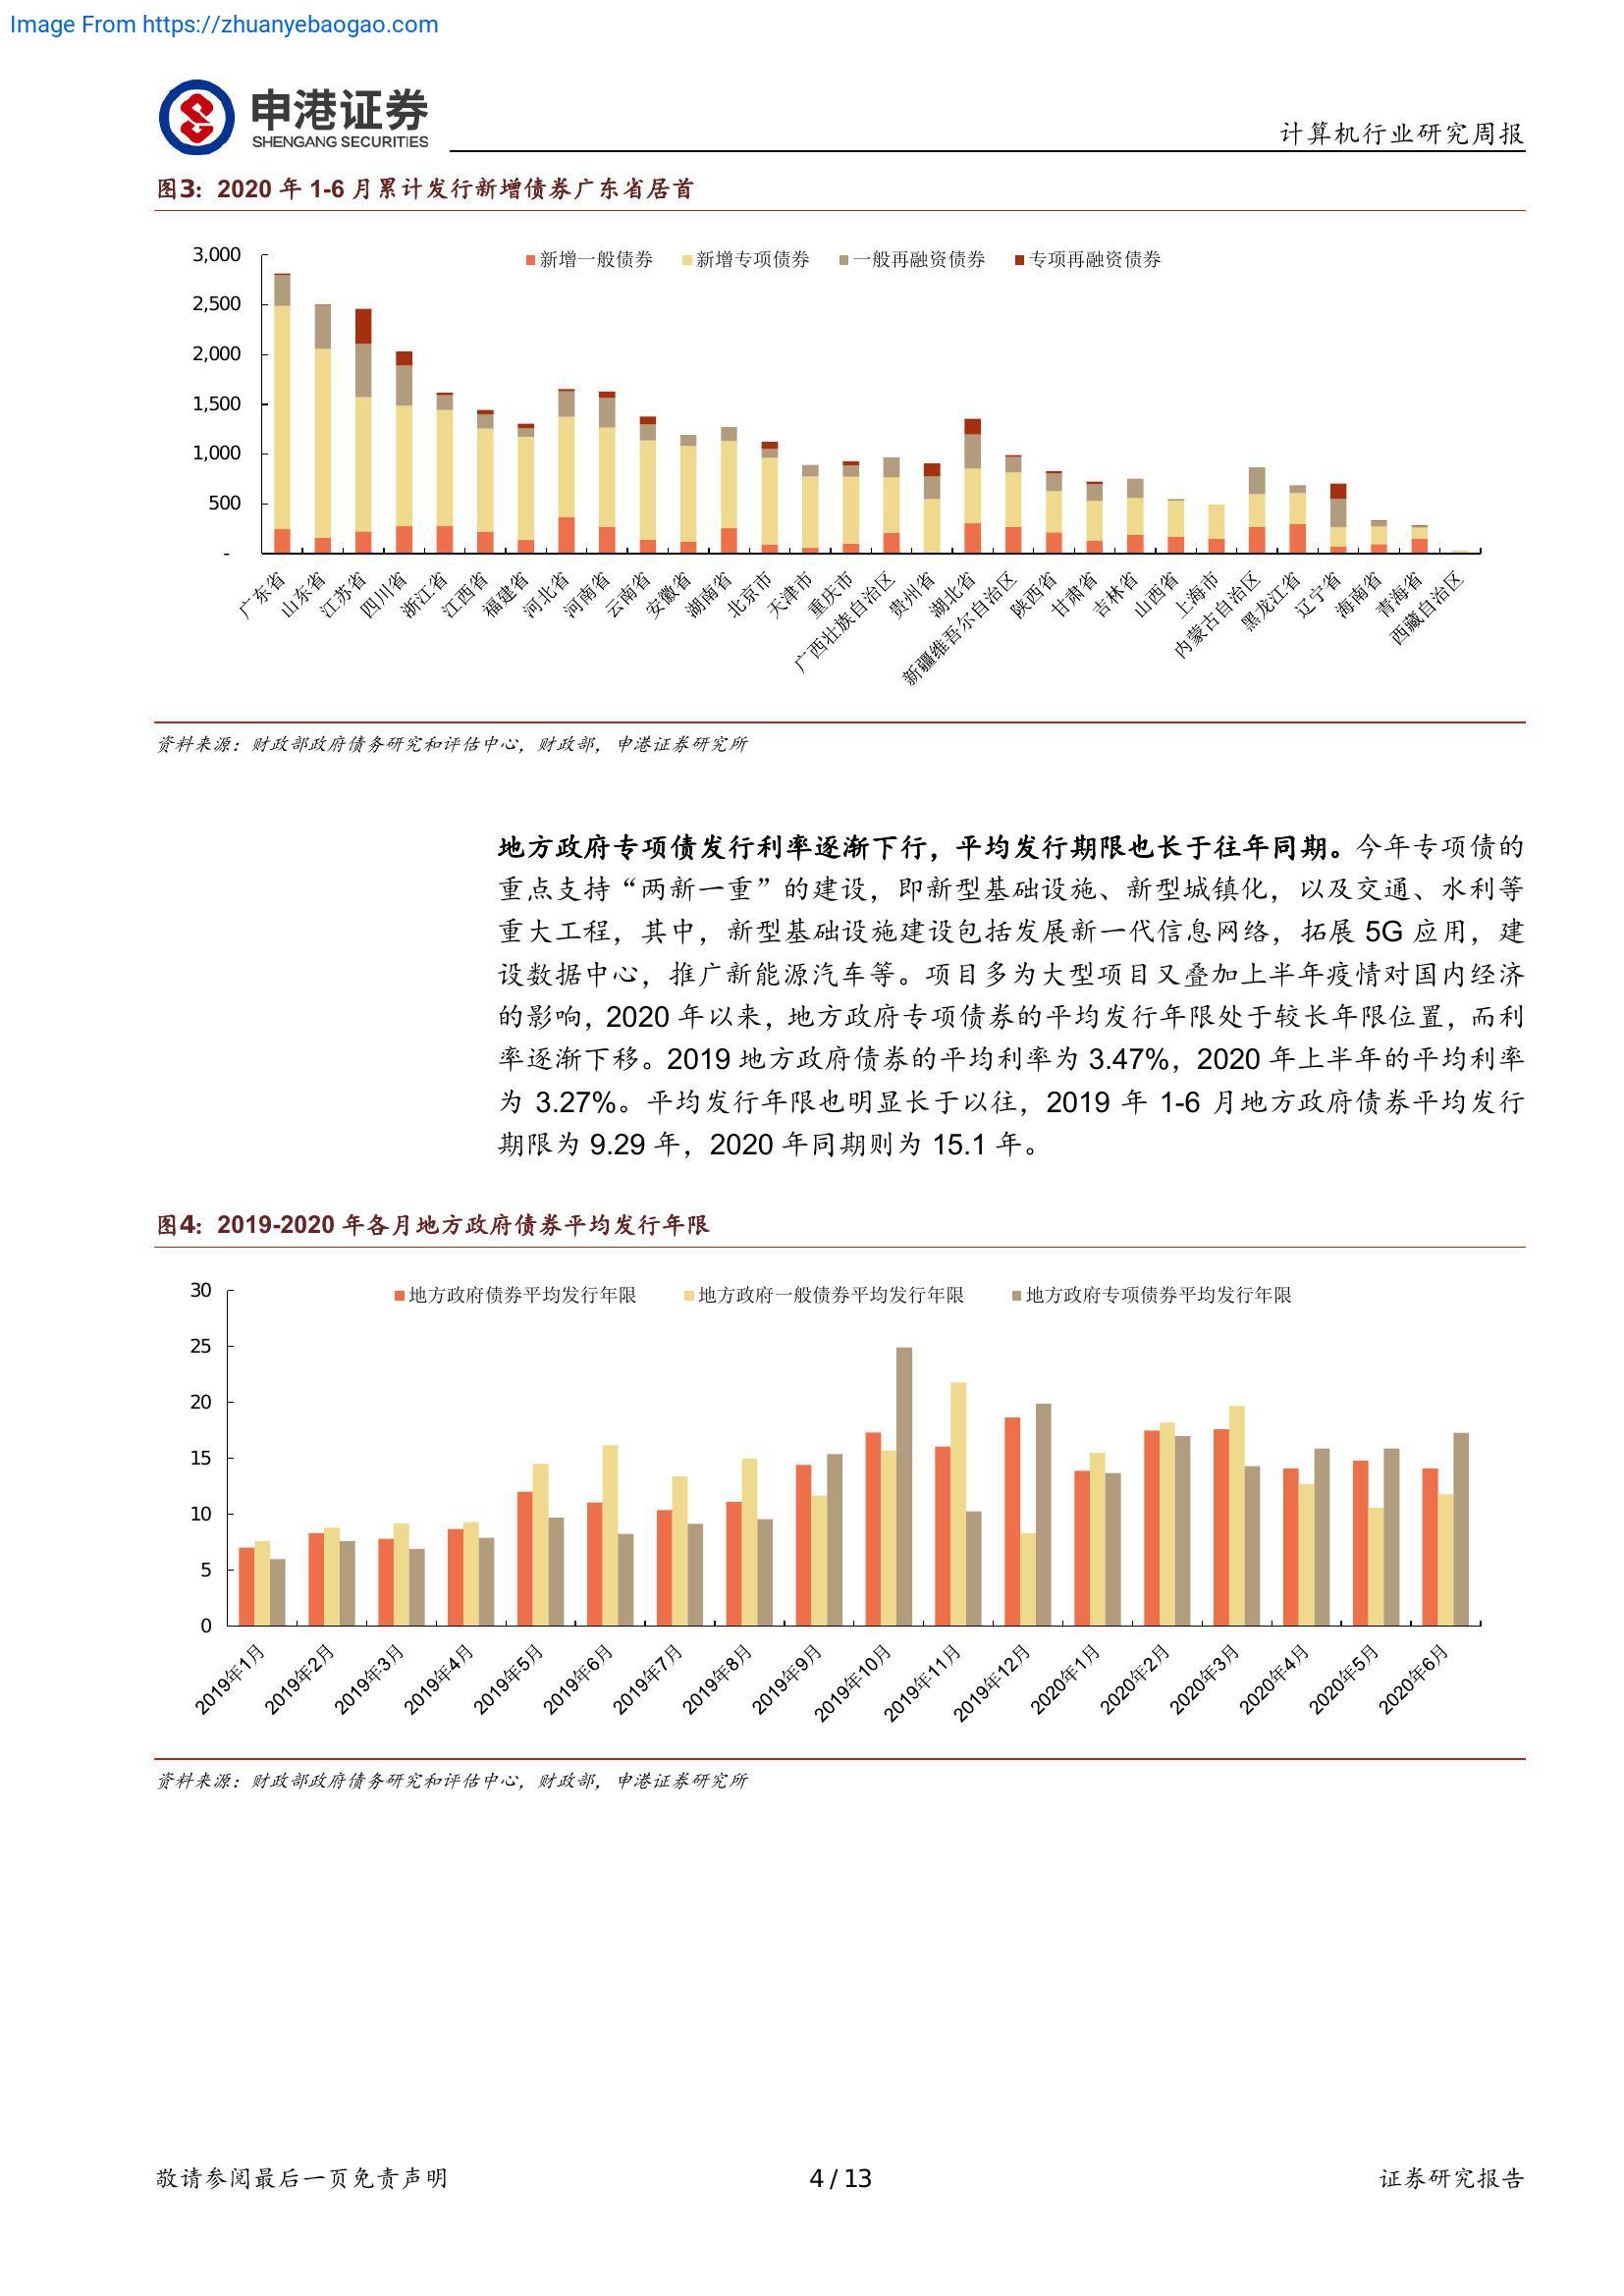 Image From https://zhuanyebaogao.com
申港证券
SHENGANG SECURITIES
计算机行业研究周报
图3：2020 年 1-6 月累计发行新增债券广东省居首
新增一般债券 新增专项债券 一般再融资债券 专项再融资债券
3,000
2,500
2,000
1,500
1,000
500
-
广东省 山东省 江苏省 四川省 浙江省 江西省 福建省 河北省 河南省 云南省 安徽省 湖南省 北京市 天津市 重庆市 广西壮族自治区 贵州省 湖北省 新疆维吾尔自治区 陕西省 甘肃省 吉林省 山西省 上海市 内蒙古自治区 黑龙江省 辽宁省 海南省 青海省 西藏自治区
资料来源：财政部政府债务研究和评估中心，财政部，申港证券研究所
地方政府专项债发行利率逐渐下行，平均发行期限也长于往年同期。今年专项债的
重点支持“两新一重”的建设，即新型基础设施、新型城镇化，以及交通、水利等
重大工程，其中，新型基础设施建设包括发展新一代信息网络，拓展 5G 应用，建
设数据中心，推广新能源汽车等。项目多为大型项目又叠加上半年疫情对国内经济
的影响，2020 年以来，地方政府专项债券的平均发行年限处于较长年限位置，而利
率逐渐下移。2019 地方政府债券的平均利率为 3.47%，2020 年上半年的平均利率
为 3.27%。平均发行年限也明显长于以往，2019 年 1-6 月地方政府债券平均发行
期限为 9.29 年，2020 年同期则为 15.1 年。
图4：2019-2020 年各月地方政府债券平均发行年限
地方政府债券平均发行年限 地方政府一般债券平均发行年限 地方政府专项债券平均发行年限
30
25
20
15
10
5
0
2019年1月 2019年2月 2019年3月 2019年4月 2019年5月 2019年6月 2019年7月 2019年8月 2019年9月 2019年10月 2019年11月 2019年12月 2020年1月 2020年2月 2020年3月 2020年4月 2020年5月 2020年6月
资料来源：财政部政府债务研究和评估中心，财政部，申港证券研究所
敬请参阅最后一页免责声明 4 / 13 证券研究报告